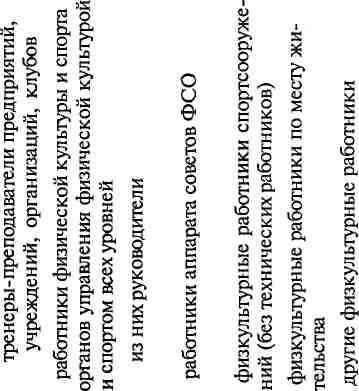 тренеры-преподаватели предприятий,
учреждений, организаций, клубов
работники физической культуры и спорта
органов управления физической культурой
и спортом всех уровней
из них руководители
работники аппарата советов ФСО
физкультурные работники спортсооруже-
ний (без технических работников)
физкультурные работники по месту жи-
тельства
другие физкультурные работники